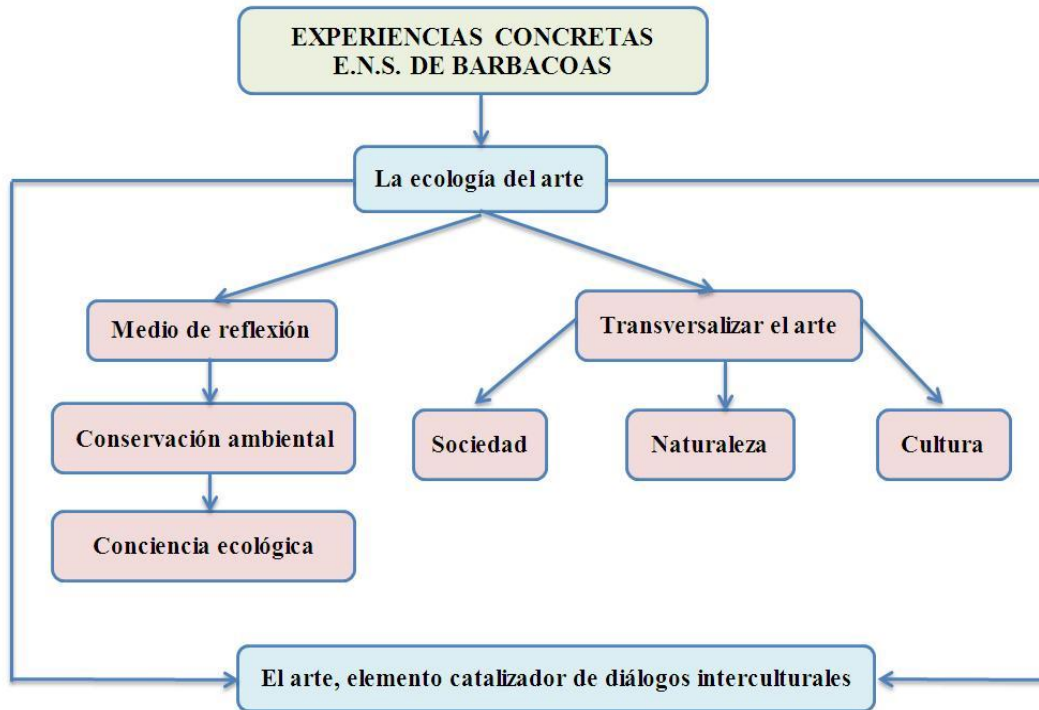 EXPERIENCIAS CONCRETAS
E.N.S. DE BARBACOAS
La ecología del arte
Medio de reflexión
Transversalizar el arte
Conservación ambiental
Sociedad
Naturaleza
Cultura
Conciencia ecológica
El arte, elemento catalizador de diálogos interculturales